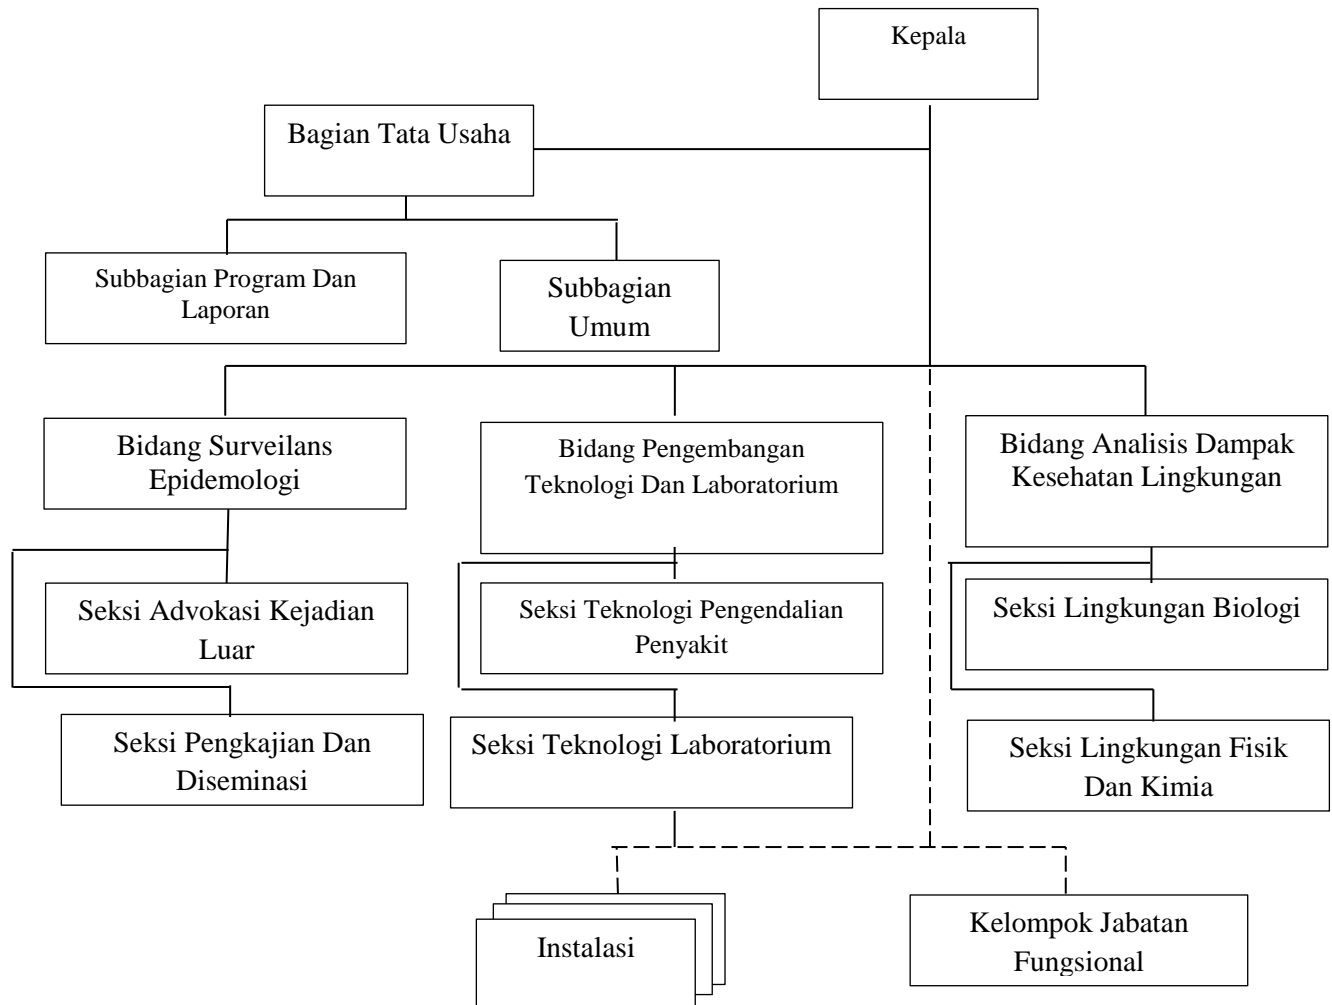 Kepala
Bagian Tata Usaha
Subbagian Program Dan
Laporan
Subbagian
Umum
Bidang Surveilans
Epidemologi
Bidang Pengembangan
Teknologi Dan Laboratorium
Bidang Analisis Dampak
Kesehatan Lingkungan
Seksi Advokasi Kejadian
Luar
Seksi Teknologi Pengendalian
Penyakit
Seksi Lingkungan Biologi
Seksi Pengkajian Dan
Diseminasi
Seksi Teknologi Laboratorium
Seksi Lingkungan Fisik
Dan Kimia
Instalasi
Kelompok Jabatan
Fungsional